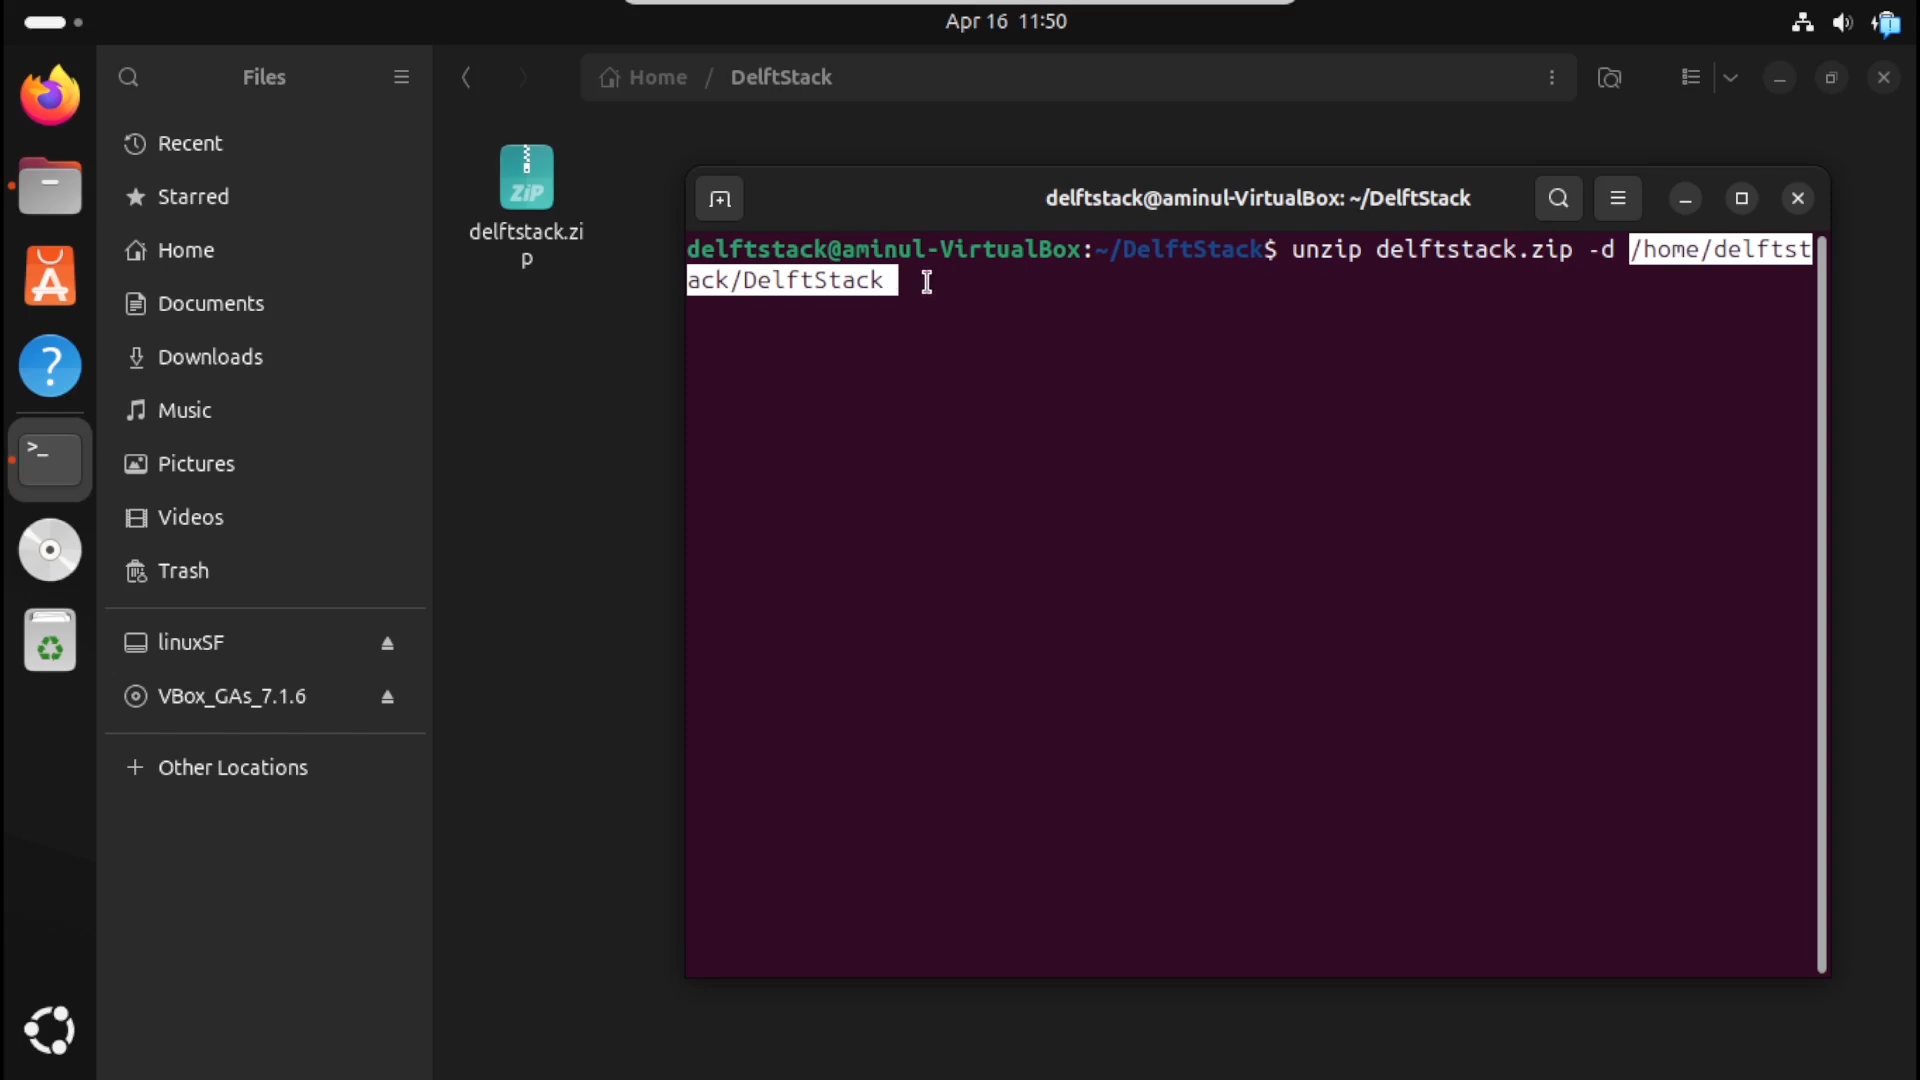 Apr 16 11:50
Files
Home / DelftStack
Recent
Starred
Home
Documents
Downloads
Music
Pictures
Videos
Trash
linuxSF
VBox_GAs_7.1.6
Other Locations
ZiP
delftstack.zi
p
delftstack@aminul-VirtualBox: ~/DelftStack
delftstack@aminul-VirtualBox:~/DelftStack$ unzip delftstack.zip -d /home/delftst
ack/DelftStack